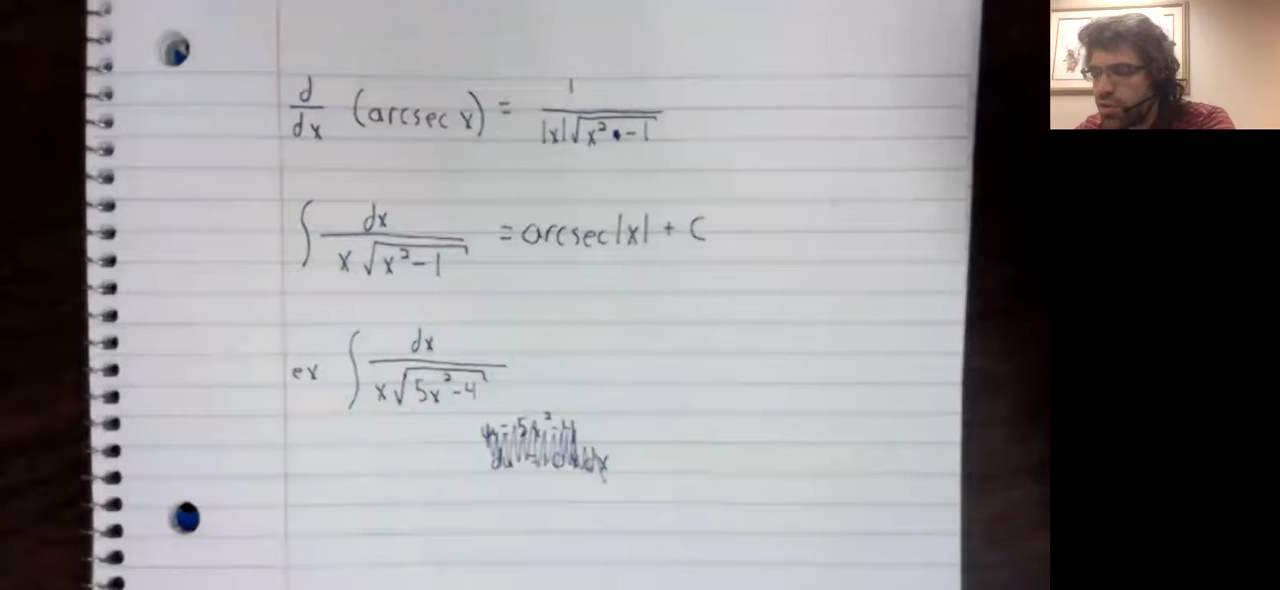 d/dx (arcsec x) = 1/(|x|√(x² - 1))
∫ dx/(x√(x² - 1)) = arcsec|x| + C
ex ∫ dx/(x√(5x² - 4))